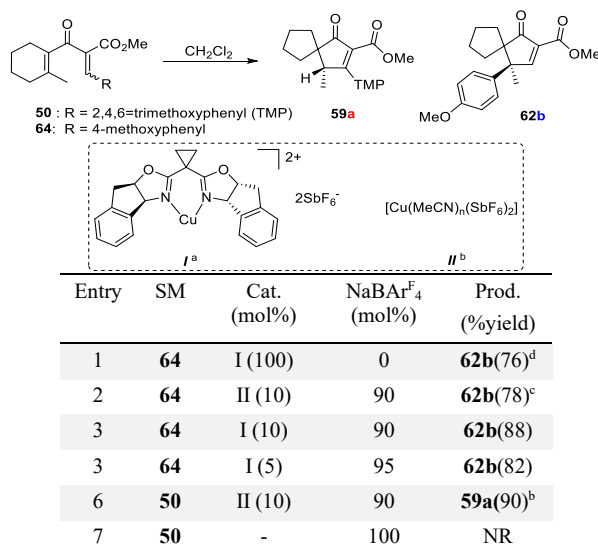 O
CO₂Me
Me
R
CH₂Cl₂
O
O
OMe
H
Me
TMP
O
O
OMe
Me
MeO
50 : R = 2,4,6=trimethoxyphenyl (TMP)
64: R = 4-methoxyphenyl
59a
62b
2+
O
O
N
N
Cu
2SbF₆⁻
[Cu(MeCN)ₙ(SbF₆)₂]
I ᵃ
II ᵇ
Entry SM Cat. (mol%) NaBArF₄ (mol%) Prod. (%yield)
1 64 I (100) 0 62b(76)ᵈ
2 64 II (10) 90 62b(78)ᶜ
3 64 I (10) 90 62b(88)
3 64 I (5) 95 62b(82)
6 50 II (10) 90 59a(90)ᵇ
7 50 - 100 NR